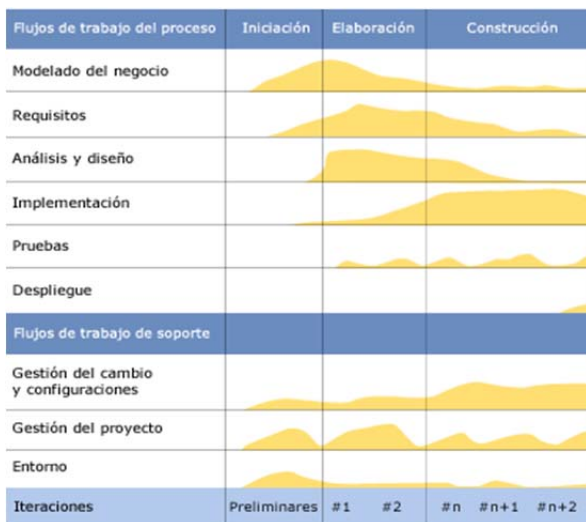 Flujos de trabajo del proceso Iniciación Elaboración Construcción
Modelado del negocio
Requisitos
Análisis y diseño
Implementación
Pruebas
Despliegue
Flujos de trabajo de soporte
Gestión del cambio
y configuraciones
Gestión del proyecto
Entorno
Iteraciones Preliminares #1 #2 #n #n+1 #n+2